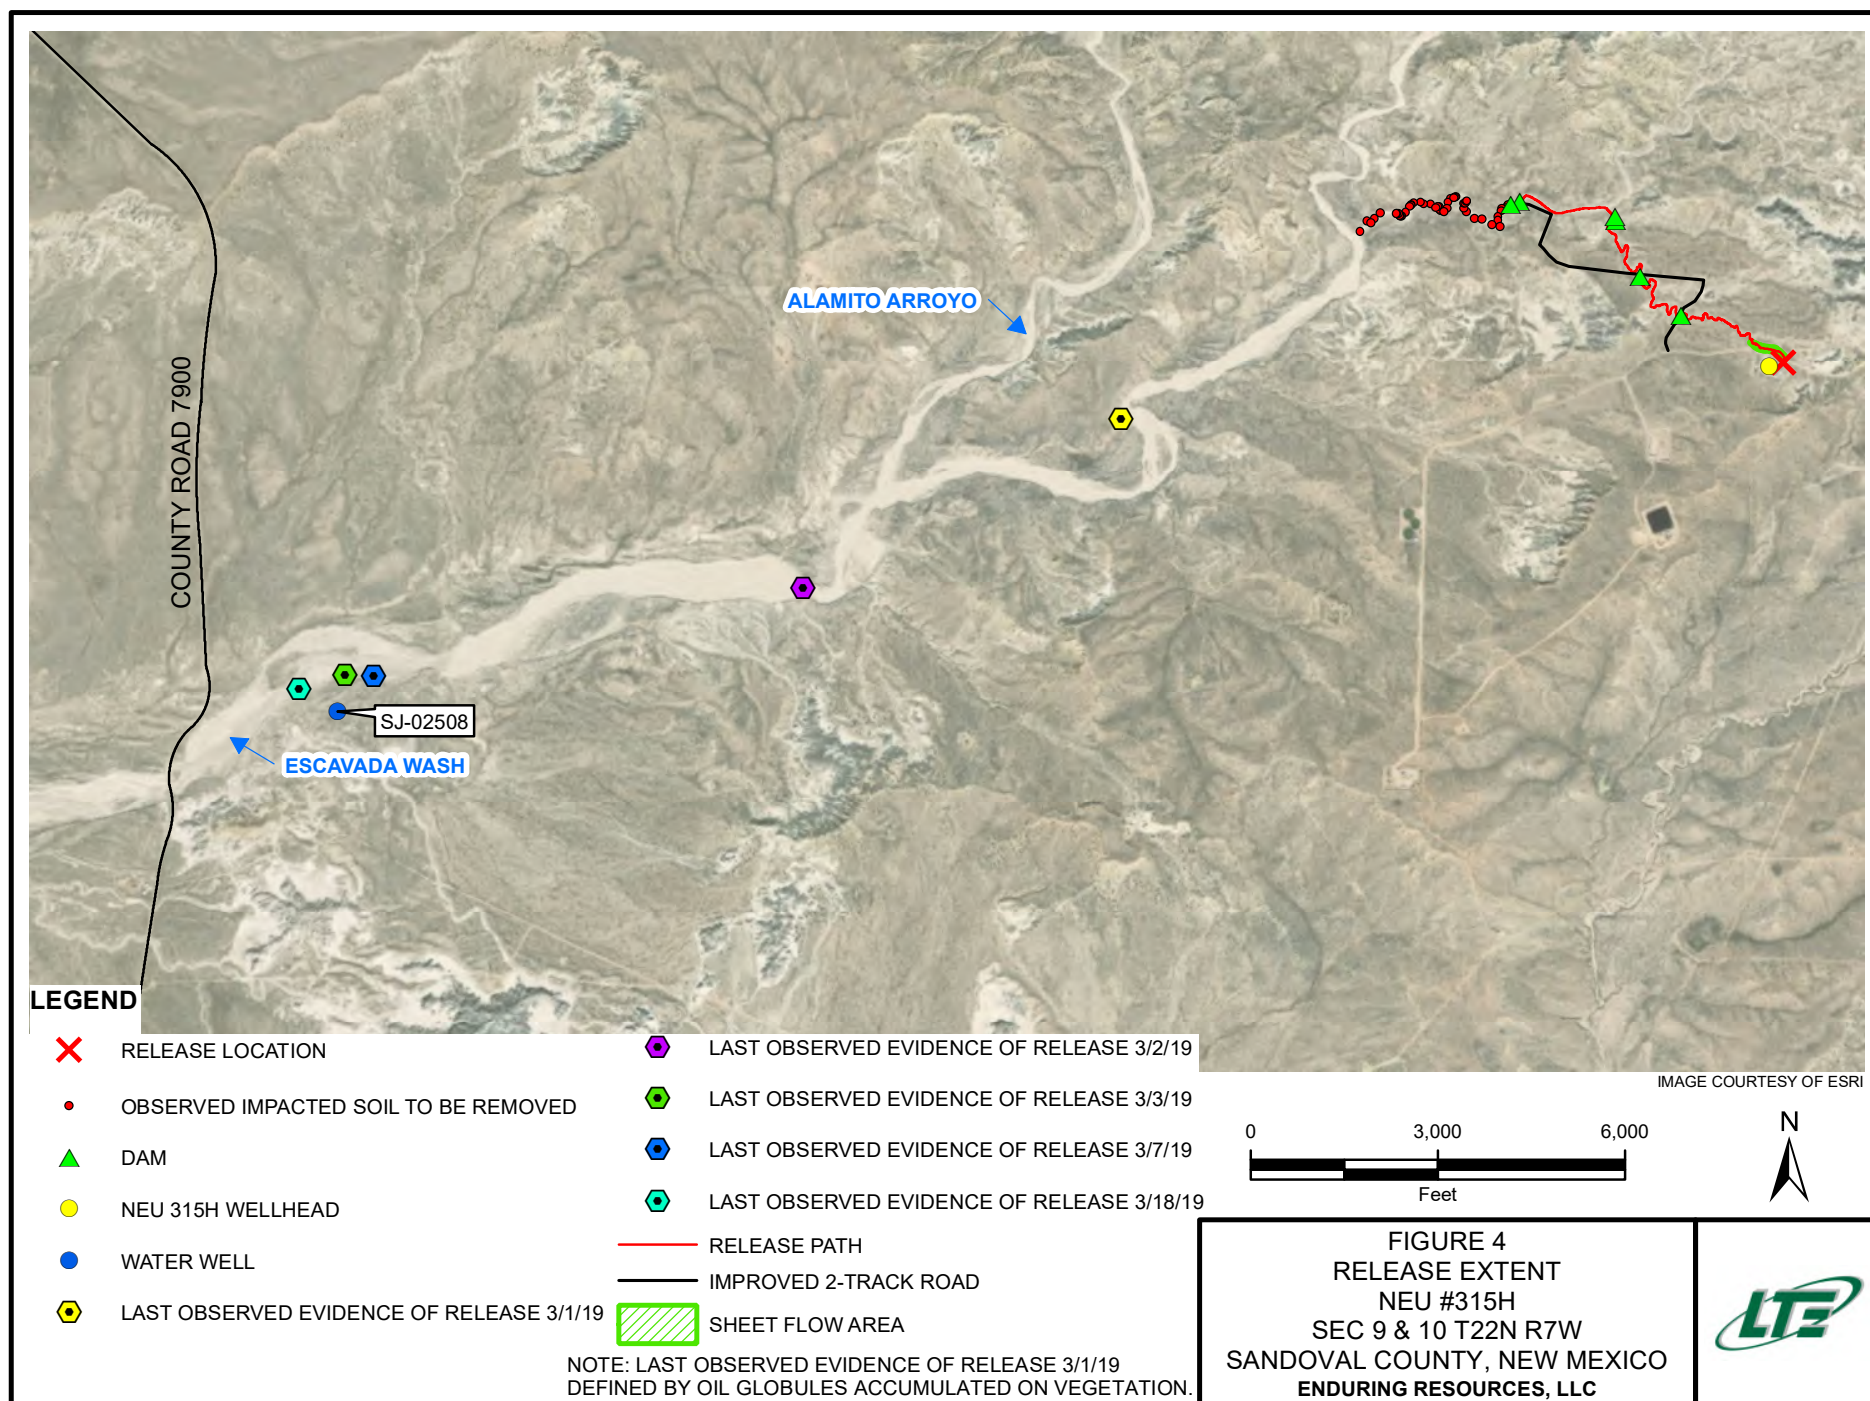 COUNTY ROAD 7900
ALAMITO ARROYO
SJ-02508
ESCAVADA WASH
LEGEND
RELEASE LOCATION
OBSERVED IMPACTED SOIL TO BE REMOVED
DAM
NEU 315H WELLHEAD
WATER WELL
LAST OBSERVED EVIDENCE OF RELEASE 3/1/19
LAST OBSERVED EVIDENCE OF RELEASE 3/2/19
LAST OBSERVED EVIDENCE OF RELEASE 3/3/19
LAST OBSERVED EVIDENCE OF RELEASE 3/7/19
LAST OBSERVED EVIDENCE OF RELEASE 3/18/19
RELEASE PATH
IMPROVED 2-TRACK ROAD
SHEET FLOW AREA
NOTE: LAST OBSERVED EVIDENCE OF RELEASE 3/1/19
DEFINED BY OIL GLOBULES ACCUMULATED ON VEGETATION.
IMAGE COURTESY OF ESRI
0 3,000 6,000
Feet
N
FIGURE 4
RELEASE EXTENT
NEU #315H
SEC 9 & 10 T22N R7W
SANDOVAL COUNTY, NEW MEXICO
ENDURING RESOURCES, LLC
LTE